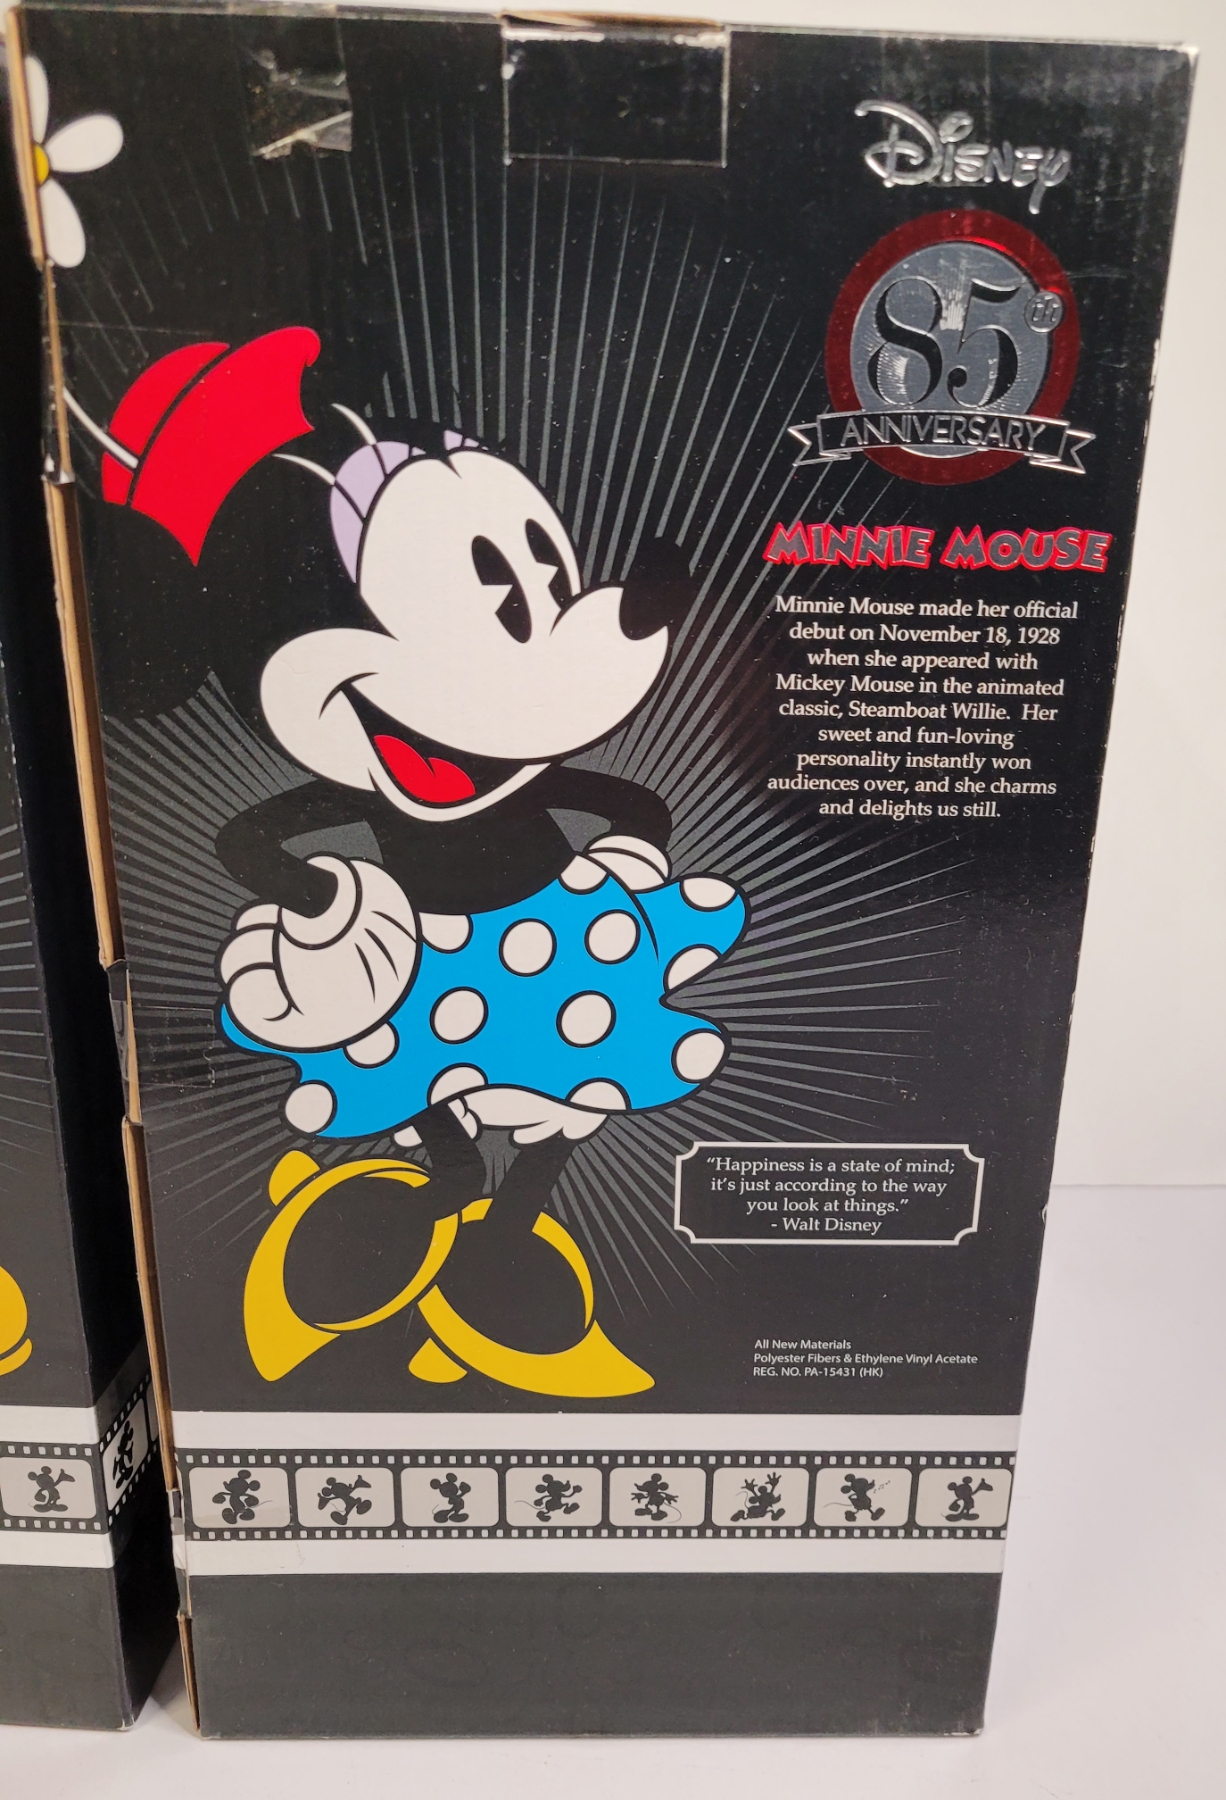 Disney
85th
ANNIVERSARY
MINNIE MOUSE
Minnie Mouse made her official
debut on November 18, 1928
when she appeared with
Mickey Mouse in the animated
classic, Steamboat Willie. Her
sweet and fun-loving
personality instantly won
audiences over, and she charms
and delights us still.
“Happiness is a state of mind;
it’s just according to the way
you look at things.”
- Walt Disney
All New Materials
Polyester Fibers & Ethylene Vinyl Acetate
REG. NO. PA-15431 (HK)